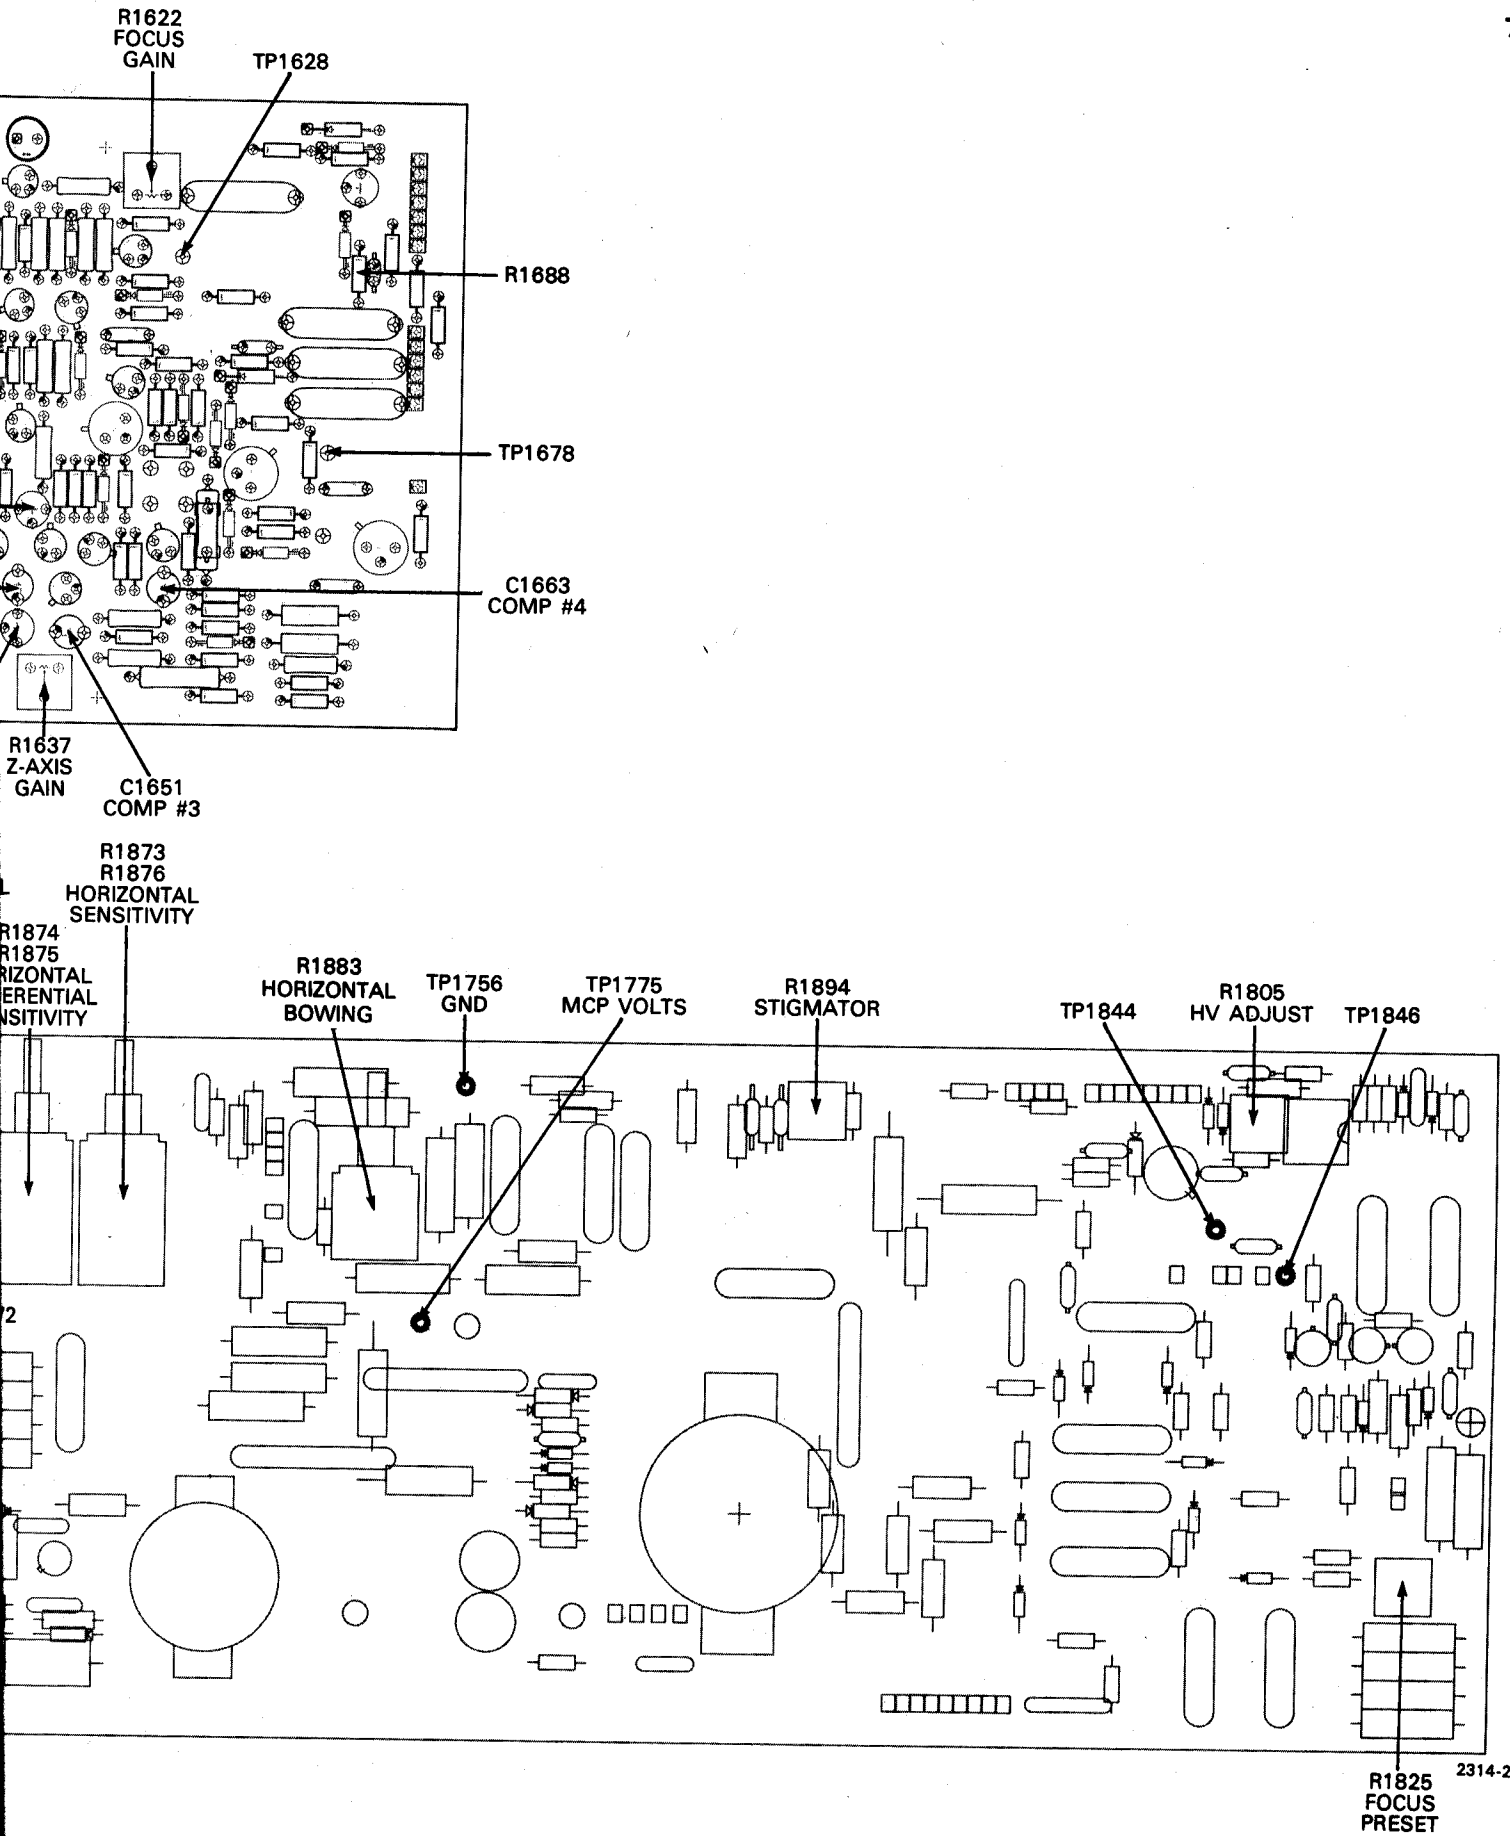 R1622
FOCUS
GAIN
TP1628
R1688
TP1678
C1663
COMP #4
R1637
Z-AXIS
GAIN
C1651
COMP #3
R1873
R1876
HORIZONTAL
SENSITIVITY
R1874
R1875
RIZONTAL
ERENTIAL
NSITIVITY
R1883
HORIZONTAL
BOWING
TP1756
GND
TP1775
MCP VOLTS
R1894
STIGMATOR
TP1844
R1805
HV ADJUST
TP1846
72
2314-2
R1825
FOCUS
PRESET